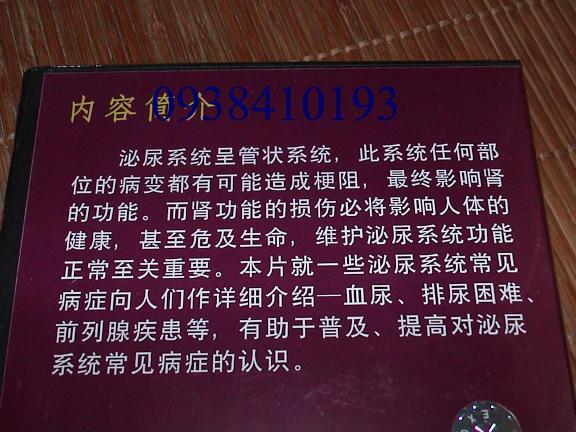 内容简介
0938410193
泌尿系统呈管状系统，此系统任何部
位的病变都有可能造成梗阻，最终影响肾
的功能。而肾功能的损伤必将影响人体的
健康，甚至危及生命，维护泌尿系统功能
正常至关重要。本片就一些泌尿系统常见
病症向人们作详细介绍—血尿、排尿困难、
前列腺疾患等，有助于普及、提高对泌尿
系统常见病症的认识。